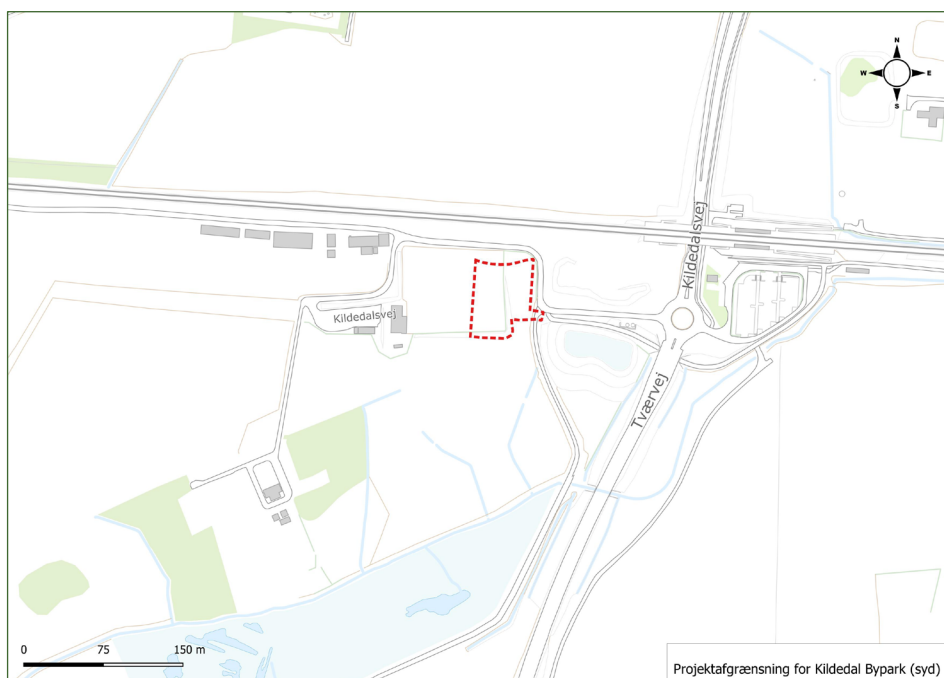 N
W E
S
Kildedalsvej
Kildedalsvej
Tværvej
0 75 150 m
Projektafgrænsning for Kildedal Bypark (syd)